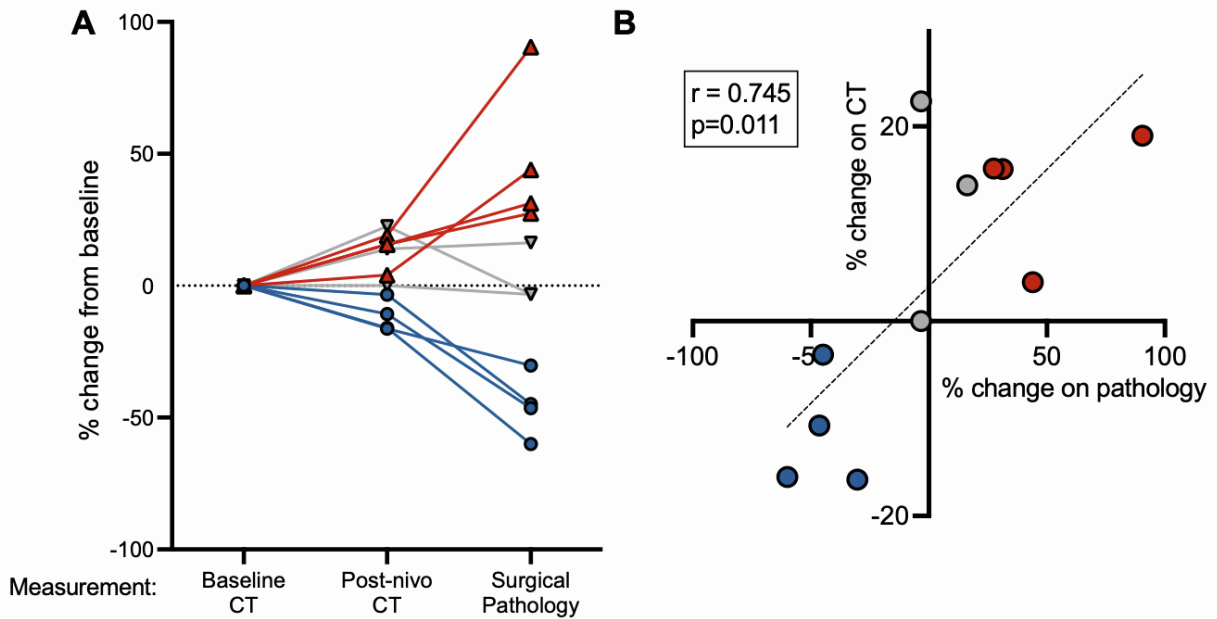 A
% change from baseline
100
50
0
-50
-100
Measurement:
Baseline
CT
Post-nivo
CT
Surgical
Pathology
B
r = 0.745
p=0.011
% change on CT
20
-20
-100
-5
50
100
% change on pathology